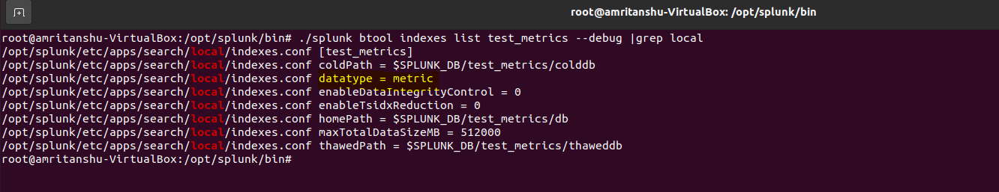 root@amritanshu-VirtualBox: /opt/splunk/bin
root@amritanshu-VirtualBox:/opt/splunk/bin# ./splunk btool indexes list test_metrics --debug |grep local
/opt/splunk/etc/apps/search/local/indexes.conf [test_metrics]
/opt/splunk/etc/apps/search/local/indexes.conf coldPath = $SPLUNK_DB/test_metrics/colddb
/opt/splunk/etc/apps/search/local/indexes.conf datatype = metric
/opt/splunk/etc/apps/search/local/indexes.conf enableDataIntegrityControl = 0
/opt/splunk/etc/apps/search/local/indexes.conf enableTsidxReduction = 0
/opt/splunk/etc/apps/search/local/indexes.conf homePath = $SPLUNK_DB/test_metrics/db
/opt/splunk/etc/apps/search/local/indexes.conf maxTotalDataSizeMB = 512000
/opt/splunk/etc/apps/search/local/indexes.conf thawedPath = $SPLUNK_DB/test_metrics/thaweddb
root@amritanshu-VirtualBox:/opt/splunk/bin#